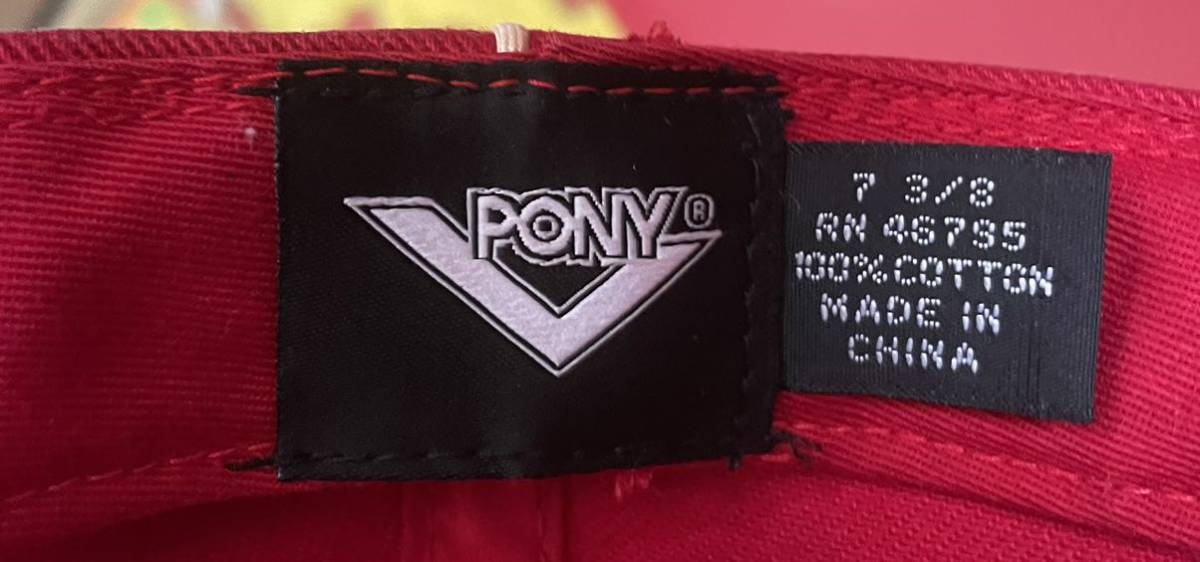 PONY®
7 3/8
RN 46795
100% COTTON
MADE IN
CHINA